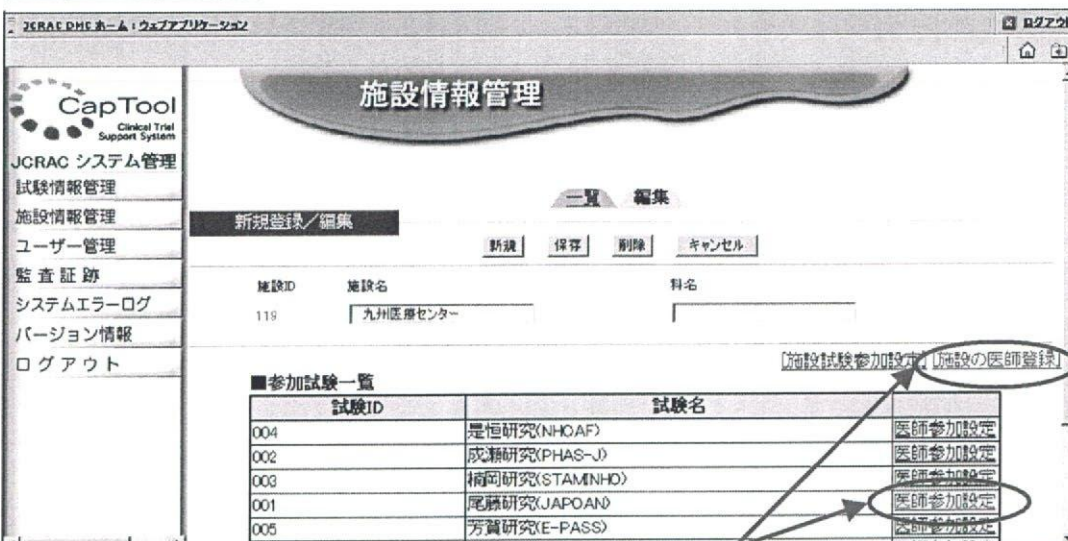 JCRAC DMC ホーム : ウェブアプリケーション
ログアウト
施設情報管理
CapTool
Clinical Trial
Support System
JCRAC システム管理
試験情報管理
施設情報管理
ユーザー管理
監査証跡
システムエラーログ
バージョン情報
ログアウト
一覧 編集
新規登録／編集
新規 保存 削除 キャンセル
施設ID 施設名 科名
119 九州医療センター
[施設試験参加設定] [施設の医師登録]
■参加試験一覧
試験ID 試験名
004 是恒研究(NHOAF) 医師参加設定
002 成瀬研究(PHAS-J) 医師参加設定
003 楠岡研究(STAMINHO) 医師参加設定
001 尾藤研究(JAPOAN) 医師参加設定
005 芳賀研究(E-PASS) 医師参加設定